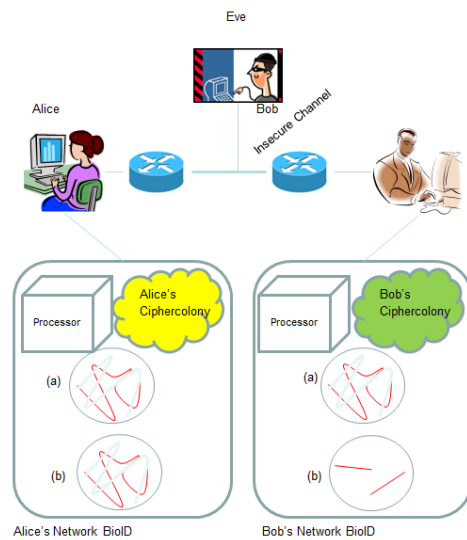 Eve
Alice
Bob
Insecure Channel
Alice's
Ciphercolony
Processor
(a)
(b)
Alice's Network BioID
Bob's
Ciphercolony
Processor
(a)
(b)
Bob's Network BioID